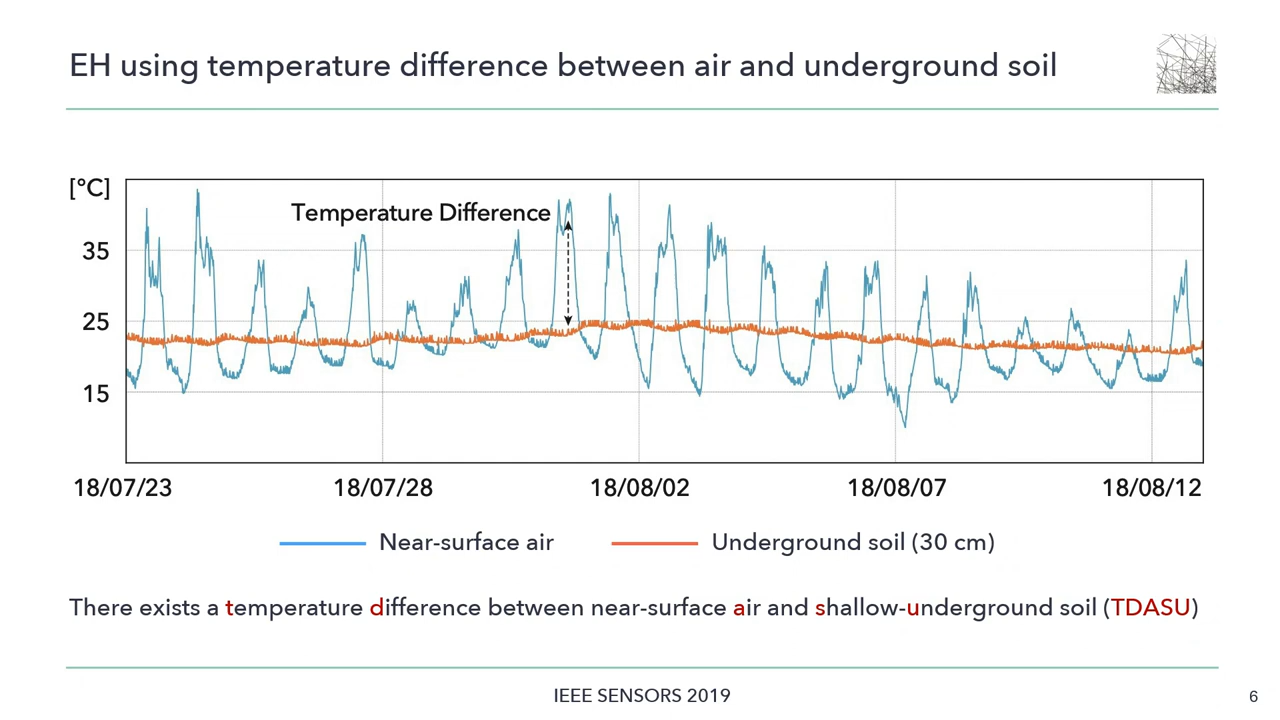 EH using temperature difference between air and underground soil
[°C]
Temperature Difference
35
25
15
18/07/23 18/07/28 18/08/02 18/08/07 18/08/12
Near-surface air Underground soil (30 cm)
There exists a temperature difference between near-surface air and shallow-underground soil (TDASU)
IEEE SENSORS 2019
6